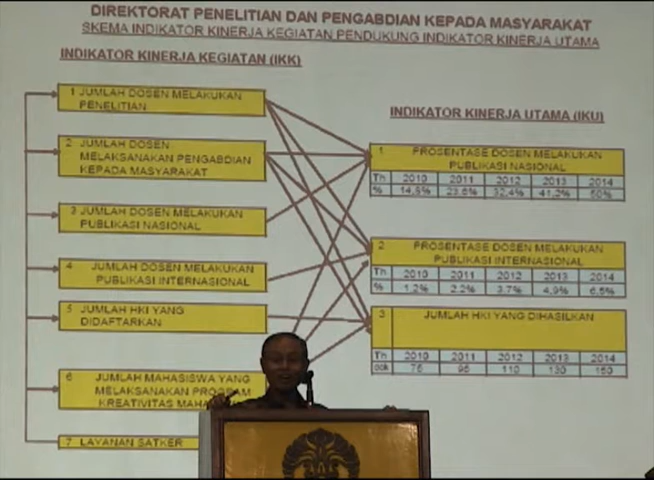 DIREKTORAT PENELITIAN DAN PENGABDIAN KEPADA MASYARAKAT
SKEMA INDIKATOR KINERJA KEGIATAN PENDUKUNG INDIKATOR KINERJA UTAMA
INDIKATOR KINERJA KEGIATAN (IKK)
1 JUMLAH DOSEN MELAKUKAN
PENELITIAN
2 JUMLAH DOSEN
MELAKSANAKAN PENGABDIAN
KEPADA MASYARAKAT
3 JUMLAH DOSEN MELAKUKAN
PUBLIKASI NASIONAL
4 JUMLAH DOSEN MELAKUKAN
PUBLIKASI INTERNASIONAL
5 JUMLAH HKI YANG
DIDAFTARKAN
6 JUMLAH MAHASISWA YANG
MELAKSANAKAN PROGRAM
KREATIVITAS
7 LAYANAN SATKER
INDIKATOR KINERJA UTAMA (IKU)
1 PROSENTASE DOSEN MELAKUKAN
PUBLIKASI NASIONAL
Th 2010 2011 2012 2013 2014
% 14,8% 23,6% 32,4% 41,2% 50%
2 PROSENTASE DOSEN MELAKUKAN
PUBLIKASI INTERNASIONAL
Th 2010 2011 2012 2013 2014
% 1,2% 2,2% 3,7% 4,9% 6,5%
3 JUMLAH HKI YANG DIHASILKAN
Th 2010 2011 2012 2013 2014
75 95 110 130 150